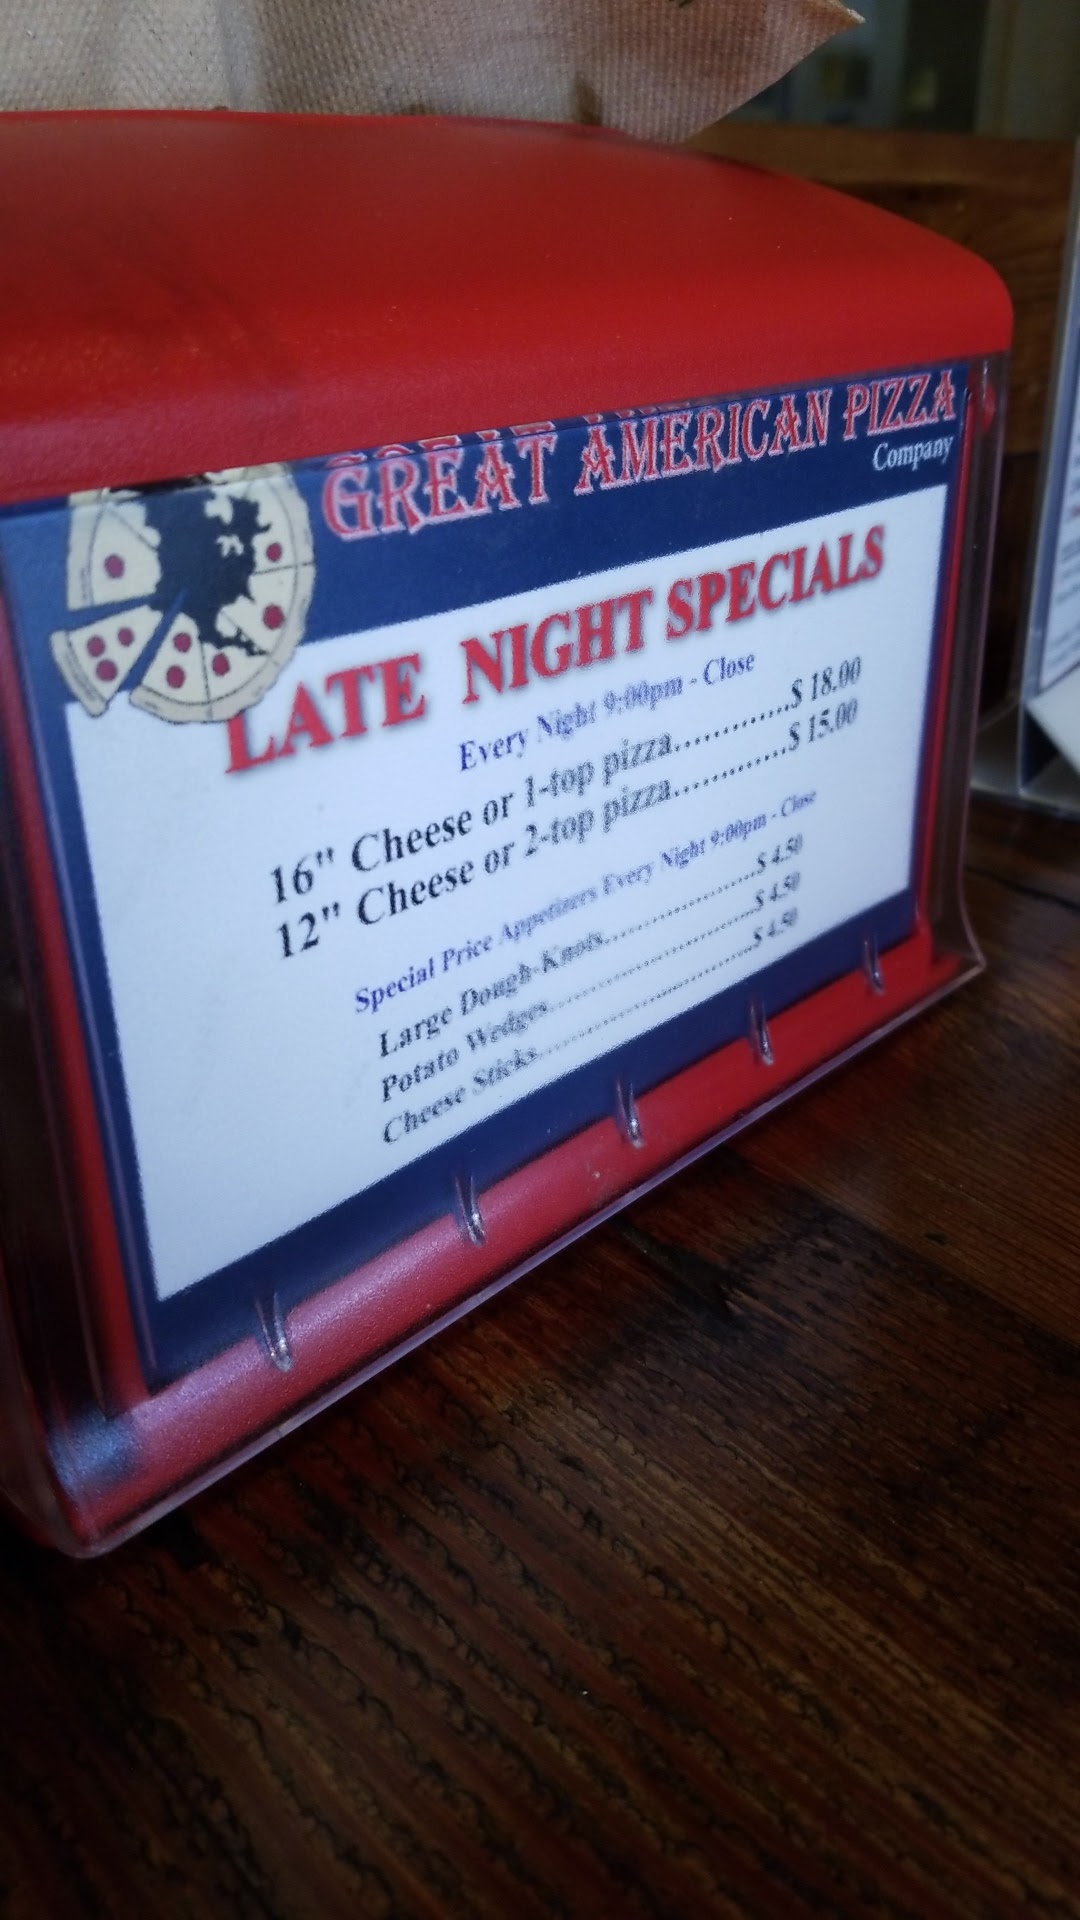 GREAT AMERICAN PIZZA
Company
LATE NIGHT SPECIALS
Every Night 9:00pm - Close
16" Cheese or 1-top pizza.............$ 18.00
12" Cheese or 2-top pizza.............$ 15.00
Special Price Appetizers Every Night 9:00pm - Close
Large Dough-Knots.........................$ 4.50
Potato Wedges..................................$ 4.50
Cheese Sticks....................................$ 4.50